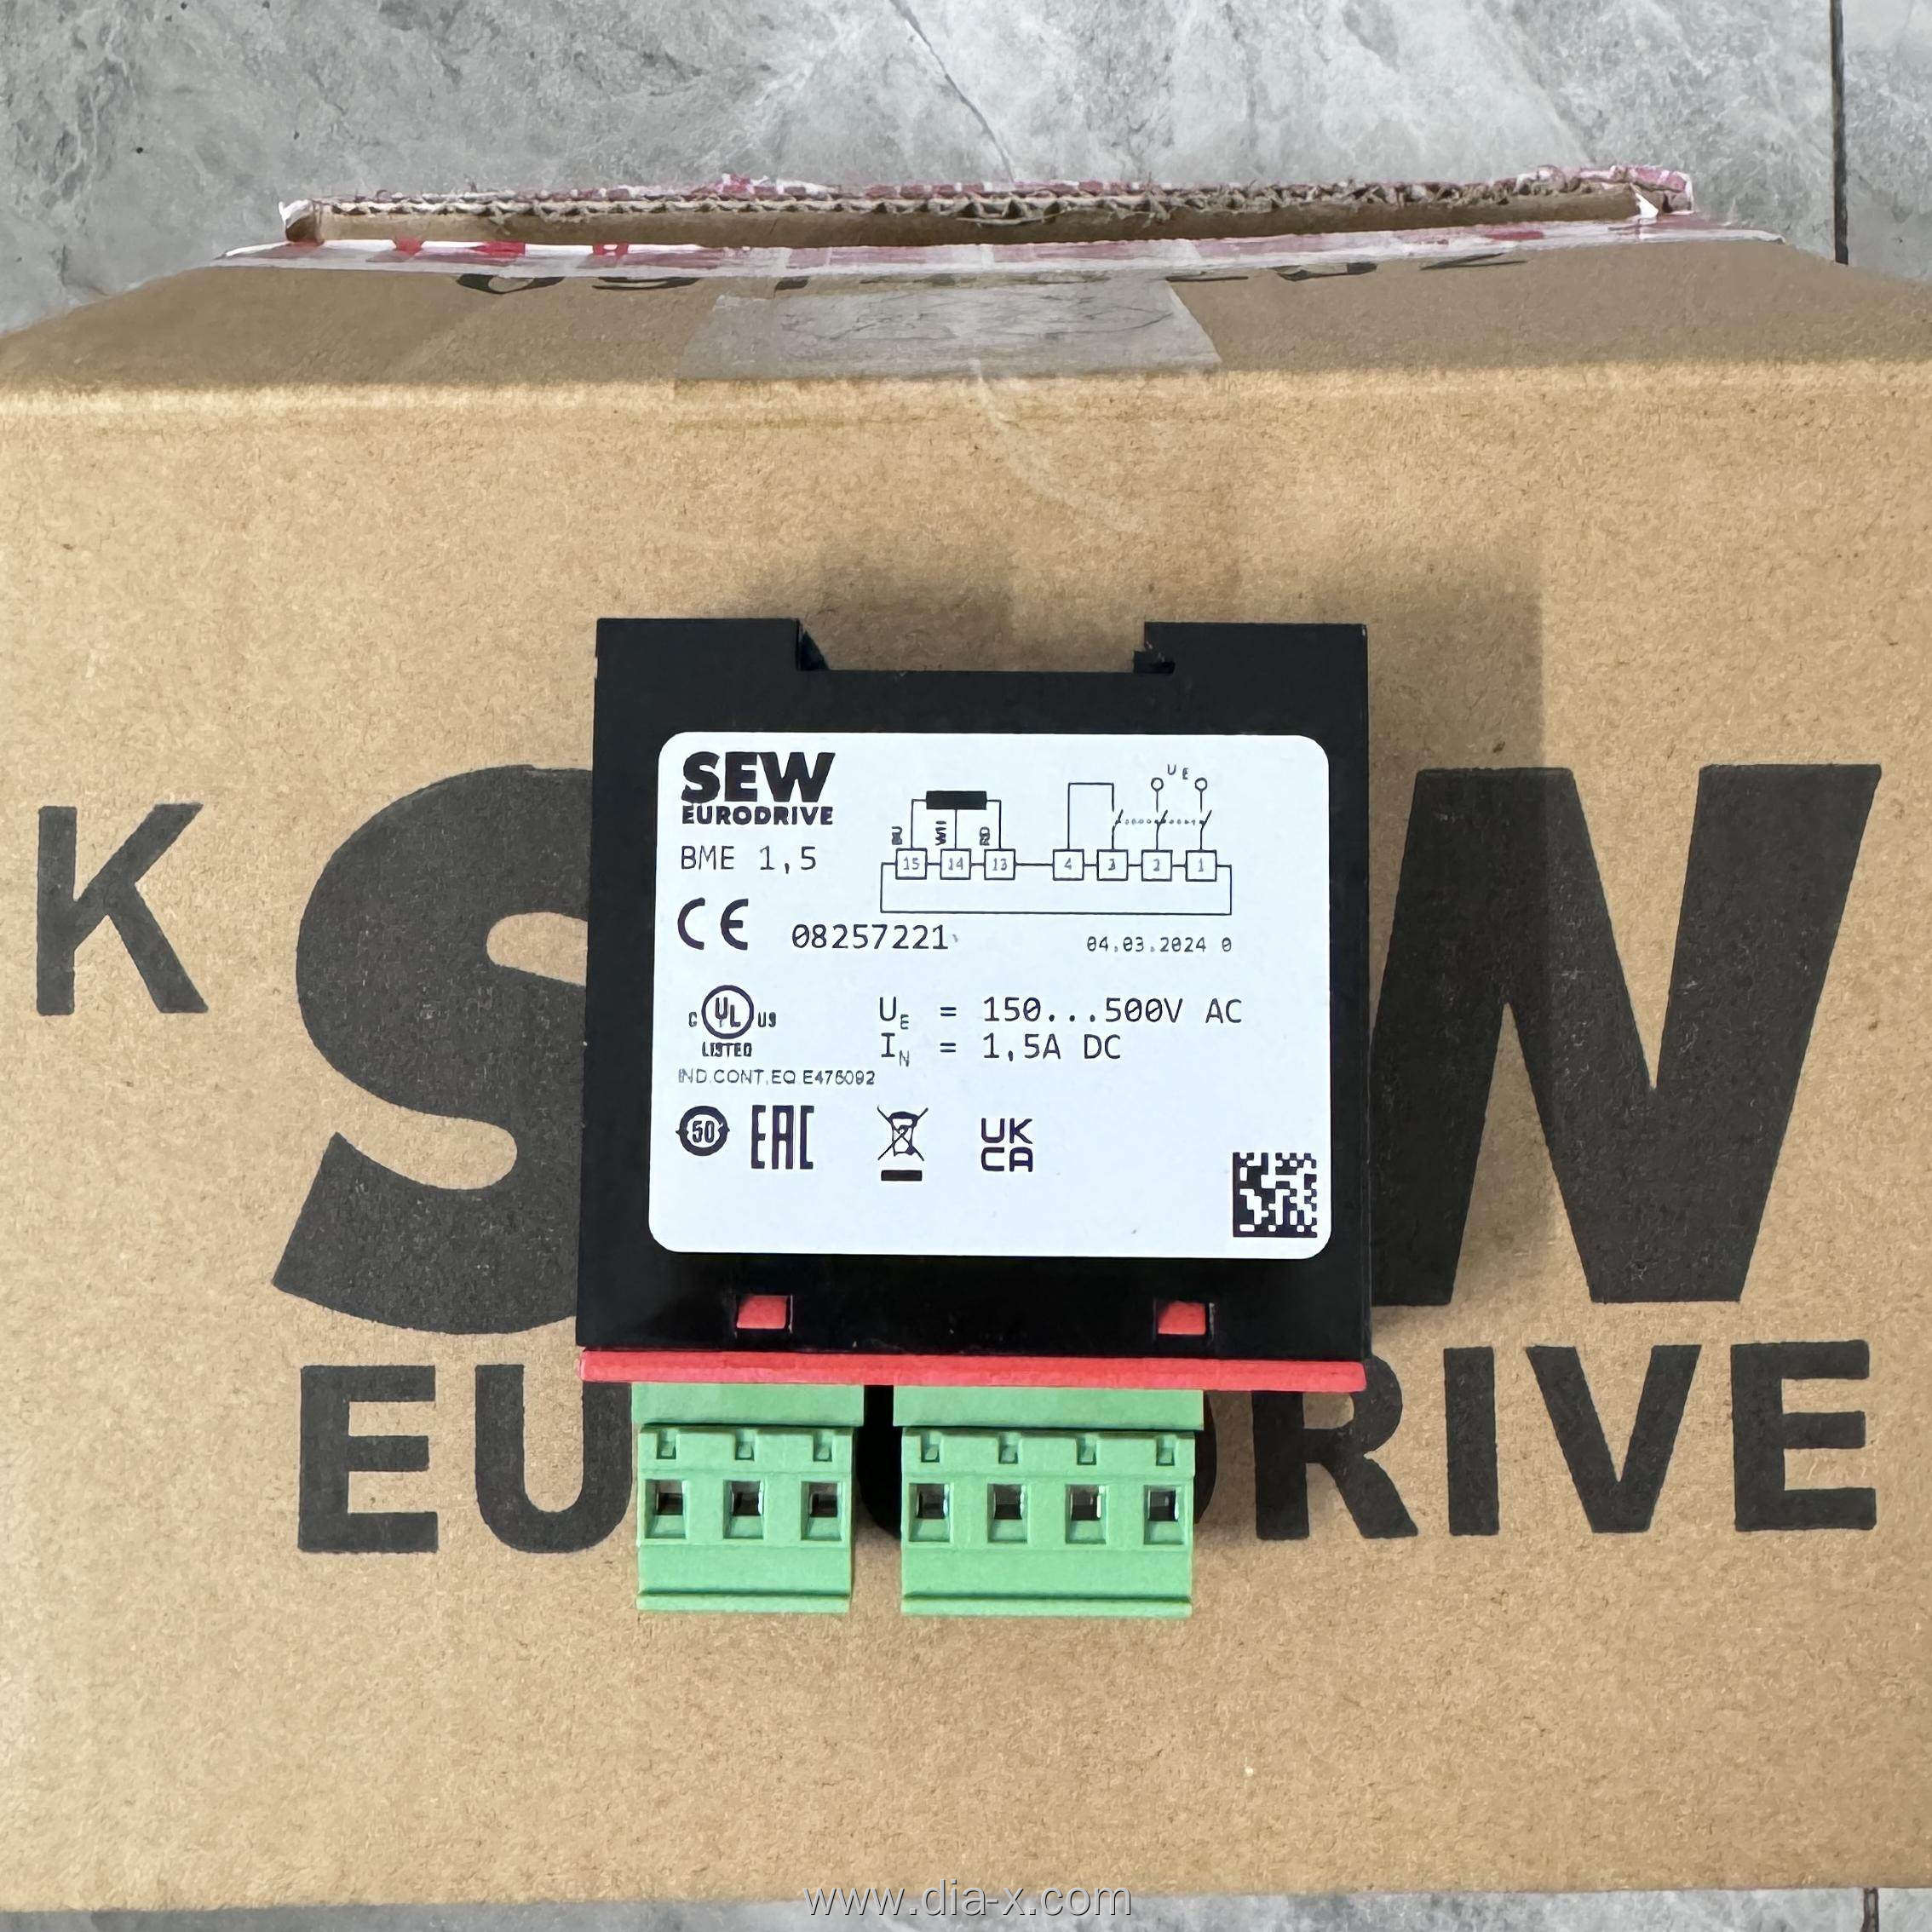 K
SEW
EURODRIVE
SEW
EURODRIVE
BME 1,5
U E
15 14 13 4 3 2 1
08257221
04.03.2024 0
CE
C UL US
LISTED
IND.CONT.EQ E476092
UE = 150...500V AC
IN = 1,5A DC
50
EAC
UK
CA
www.dia-x.com